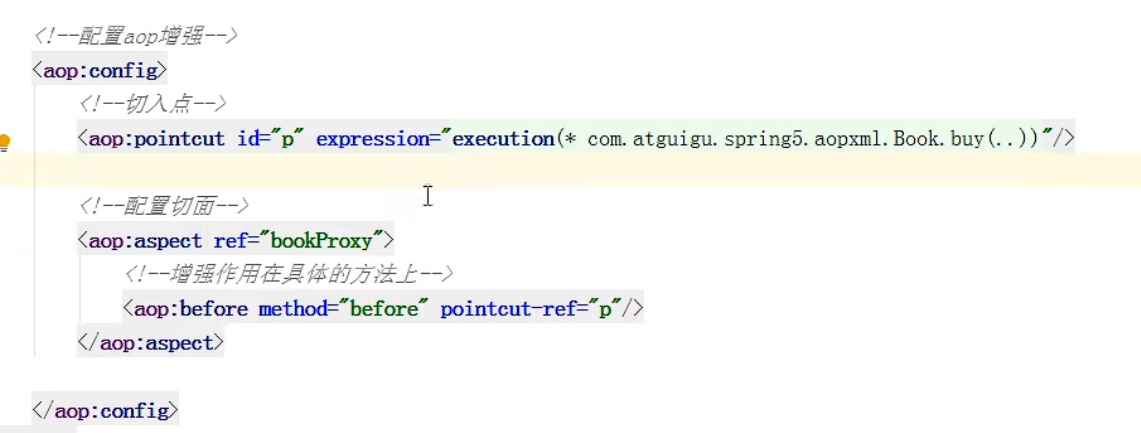 <!--配置aop增强-->
<aop:config>
<!--切入点-->
<aop:pointcut id="p" expression="execution(* com.atguigu.spring5.aopxml.Book.buy(..))"/>
<!--配置切面-->
<aop:aspect ref="bookProxy">
<!--增强作用在具体的方法上-->
<aop:before method="before" pointcut-ref="p"/>
</aop:aspect>
</aop:config>